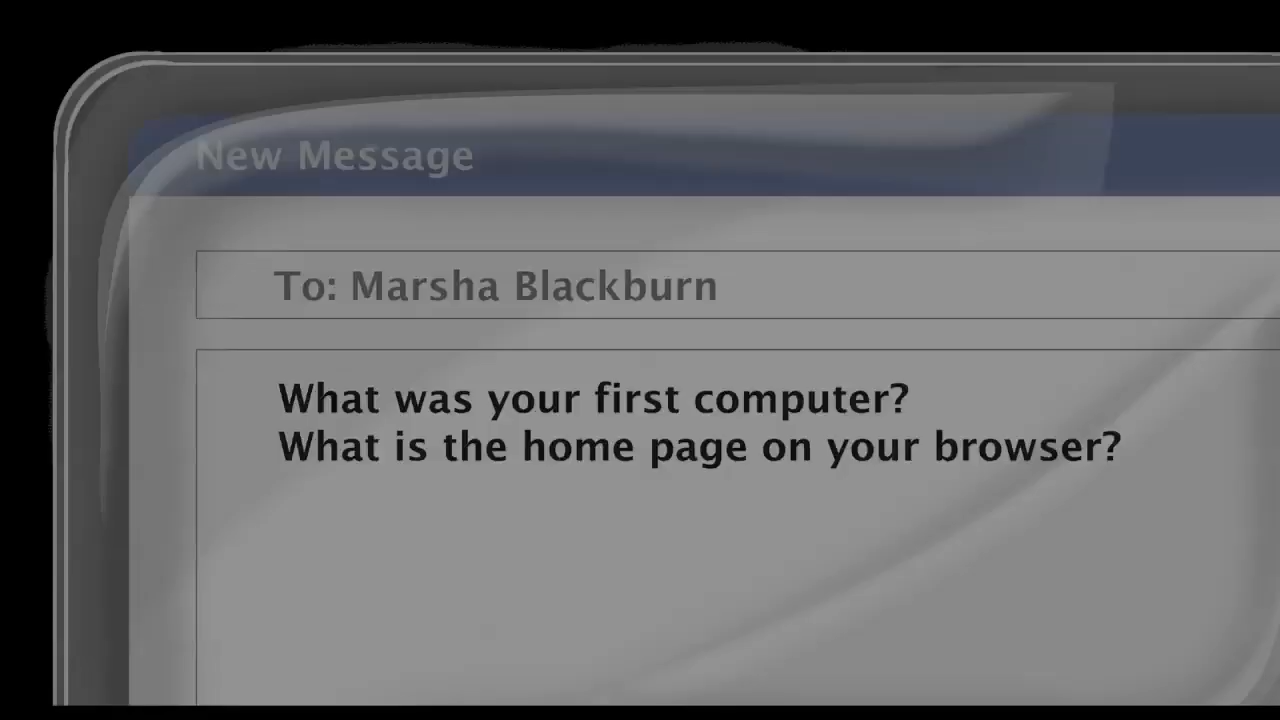 New Message
To: Marsha Blackburn
What was your first computer?
What is the home page on your browser?